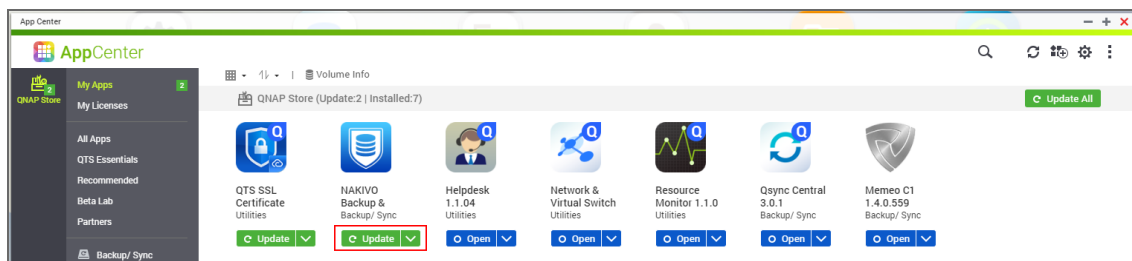 App Center
AppCenter
2
QNAP Store
My Apps 2
My Licenses
All Apps
QTS Essentials
Recommended
Beta Lab
Partners
Backup/ Sync
Volume Info
QNAP Store (Update:2 | Installed:7)
Update All
QTS SSL
Certificate
Utilities
Update
NAKIVO
Backup &
Backup/ Sync
Update
Helpdesk
1.1.04
Utilities
Open
Network &
Virtual Switch
Utilities
Open
Resource
Monitor 1.1.0
Utilities
Open
Qsync Central
3.0.1
Backup/ Sync
Open
Memeo C1
1.4.0.559
Backup/ Sync
Open